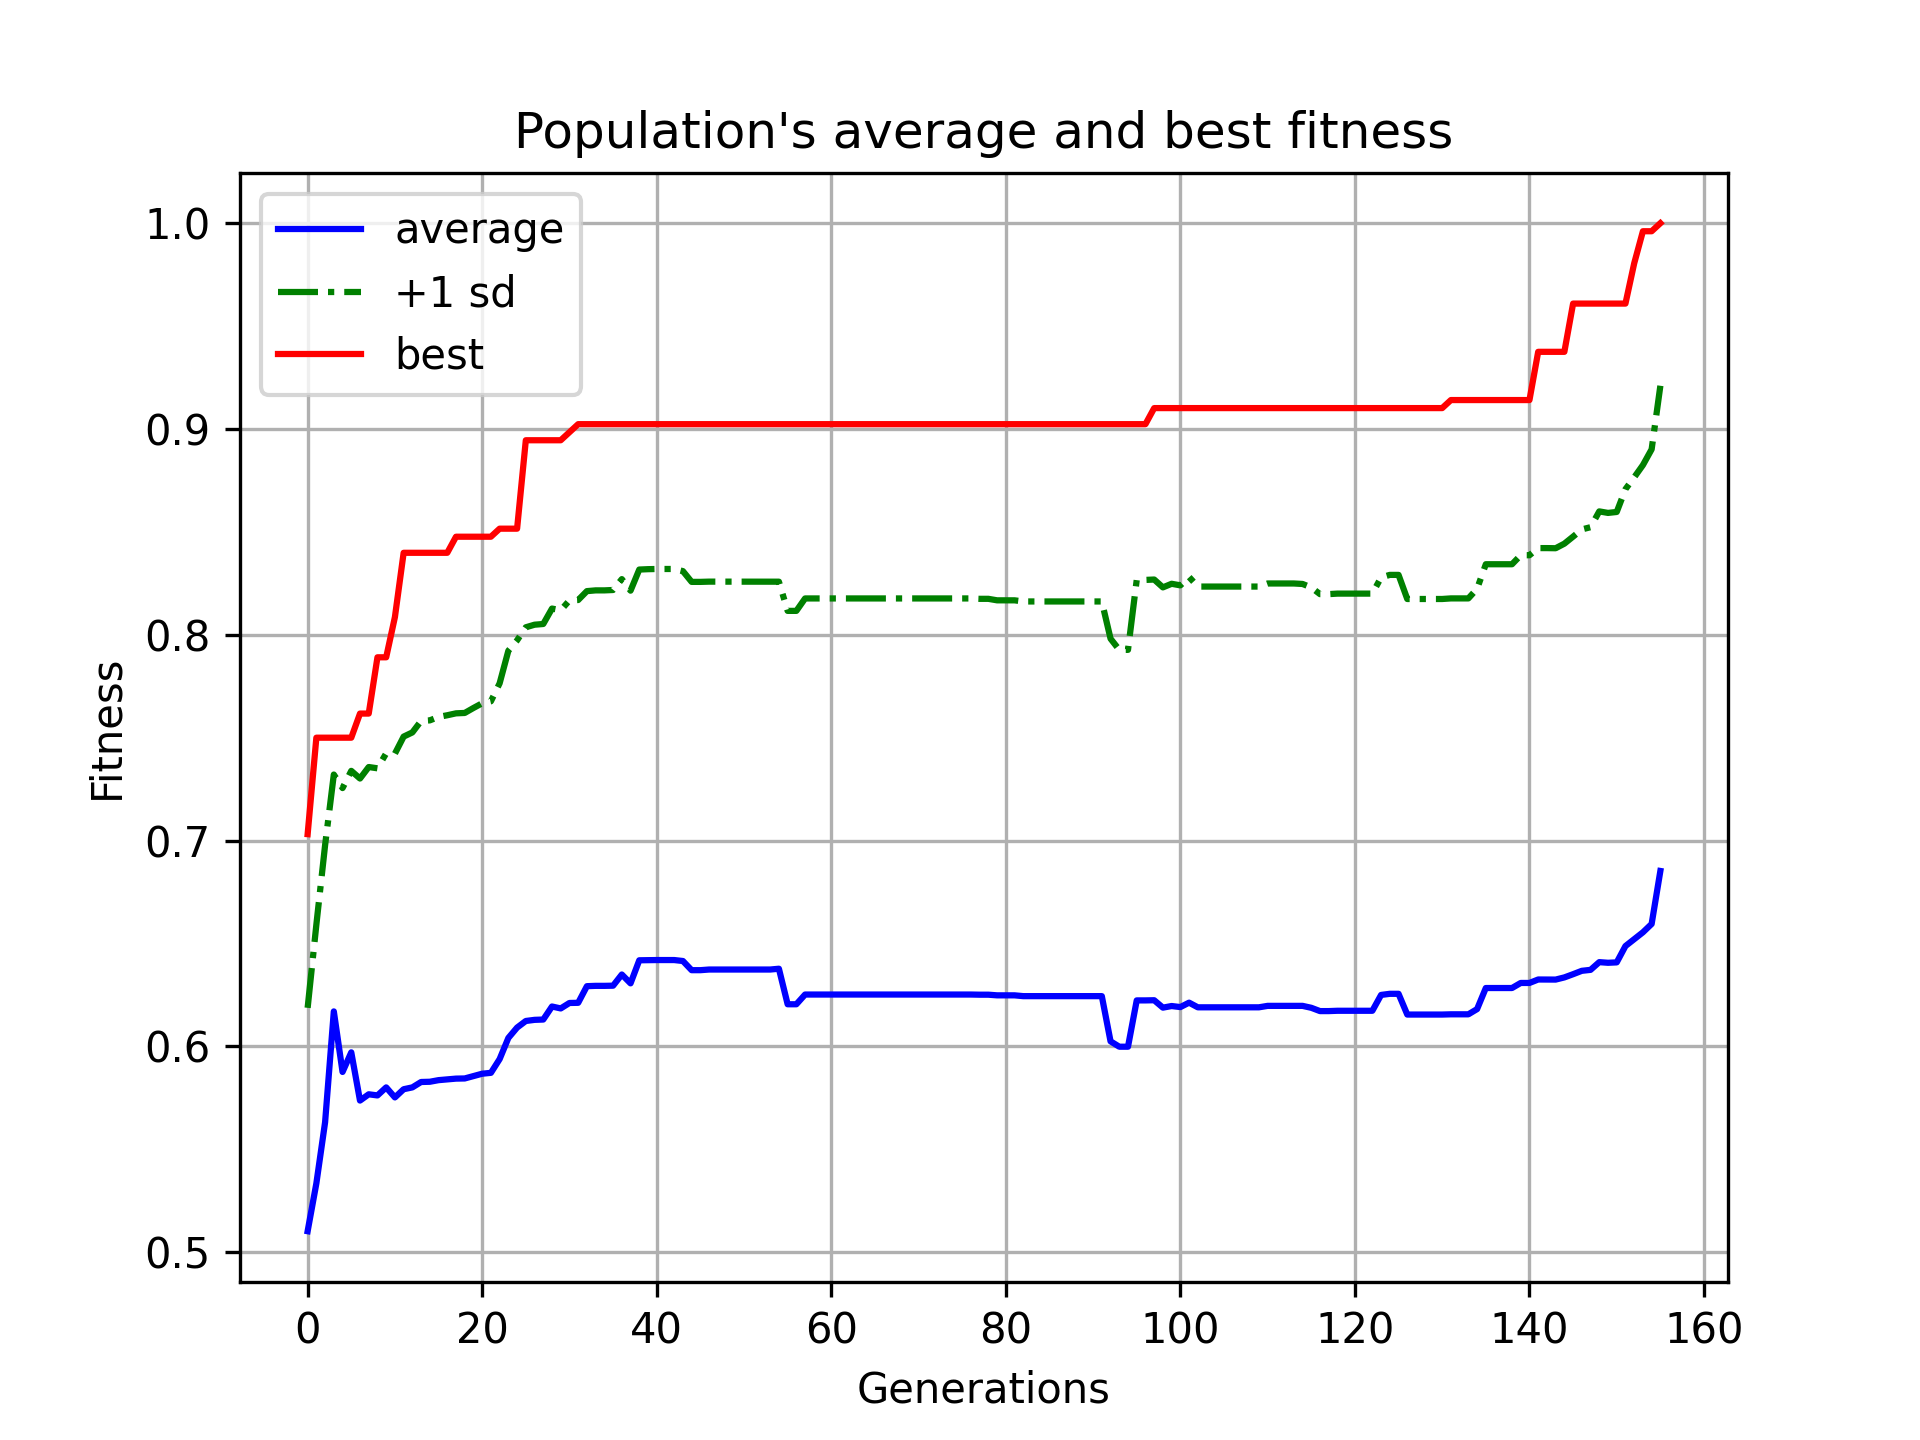 Population's average and best fitness
average
+1 sd
best
1.0
0.9
0.8
0.7
0.6
0.5
Fitness
0 20 40 60 80 100 120 140 160
Generations